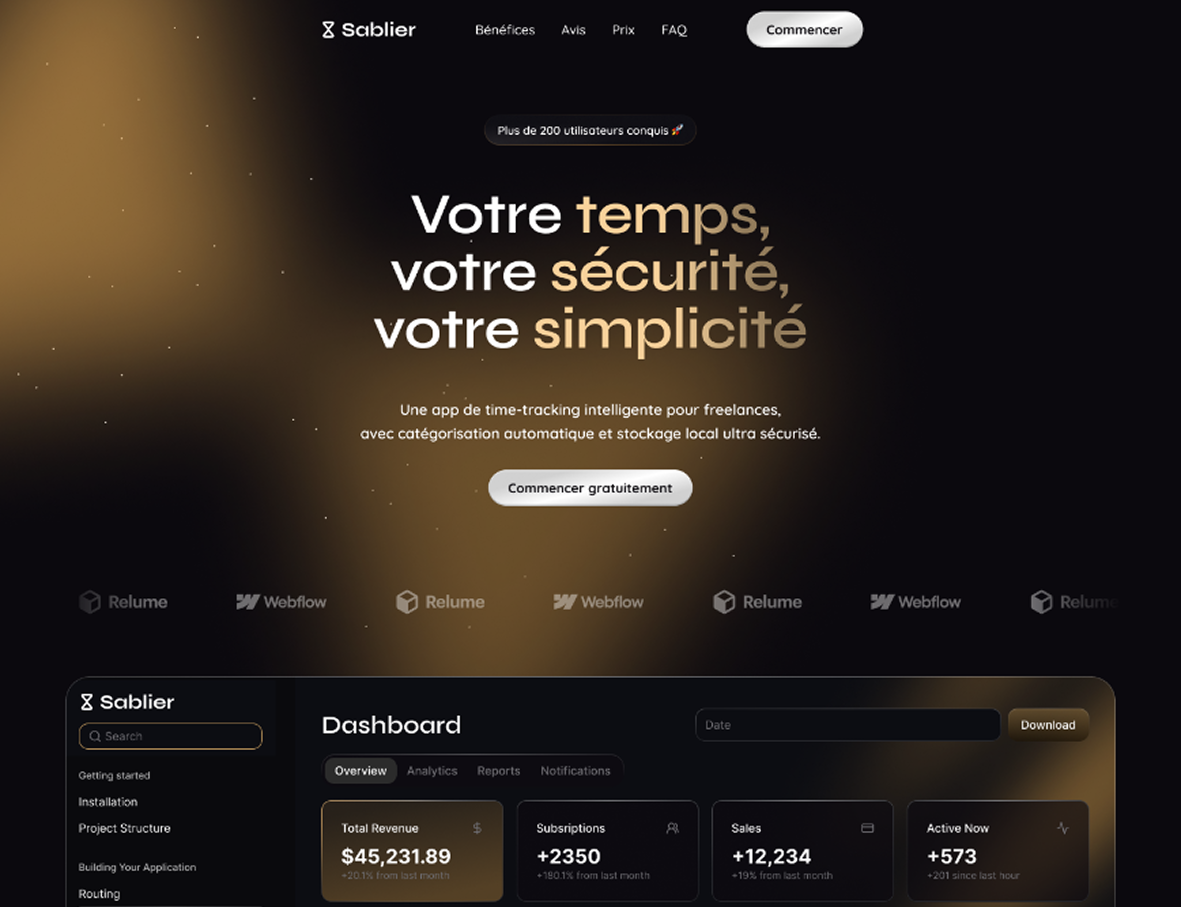 Sablier
Bénéfices Avis Prix FAQ
Commencer
Plus de 200 utilisateurs conquis 🚀
Votre temps,
votre sécurité,
votre simplicité
Une app de time-tracking intelligente pour freelances,
avec catégorisation automatique et stockage local ultra sécurisé.
Commencer gratuitement
Relume Webflow Relume Webflow Relume Webflow Relume
Sablier
Search
Getting started
Installation
Project Structure
Building Your Application
Routing
Dashboard
Date
Download
Overview Analytics Reports Notifications
Total Revenue
$45,231.89
+20.1% from last month
Subsriptions
+2350
+180.1% from last month
Sales
+12,234
+19% from last month
Active Now
+573
+201 since last hour